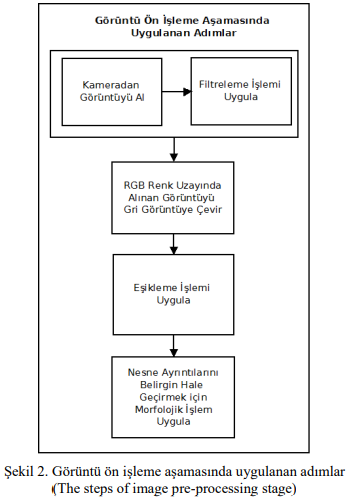 Görüntü Ön İşleme Aşamasında
Uygulanan Adımlar
Kameradan
Görüntüyü Al
Filtreleme İşlemi
Uygula
RGB Renk Uzayında
Alınan Görüntüyü
Gri Görüntüye Çevir
Eşikleme İşlemi
Uygula
Nesne Ayrıntılarını
Belirgin Hale
Geçirmek için
Morfolojik İşlem
Uygula
Şekil 2. Görüntü ön işleme aşamasında uygulanan adımlar
(The steps of image pre-processing stage)